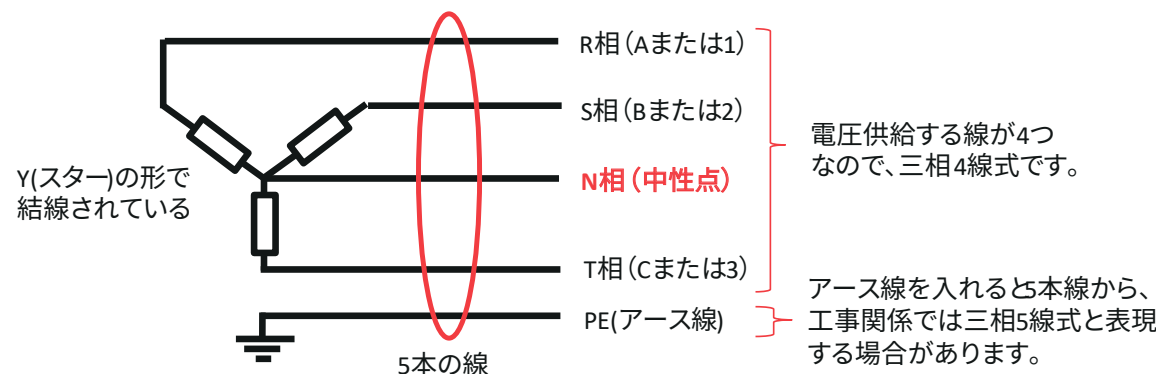 R相（Aまたは1）
S相（Bまたは2）
N相（中性点）
T相（Cまたは3）
PE(アース線)
Y(スター)の形で
結線されている
5本の線
電圧供給する線が4つ
なので、三相4線式です。
アース線を入れると5本線から、
工事関係では三相5線式と表現
する場合があります。